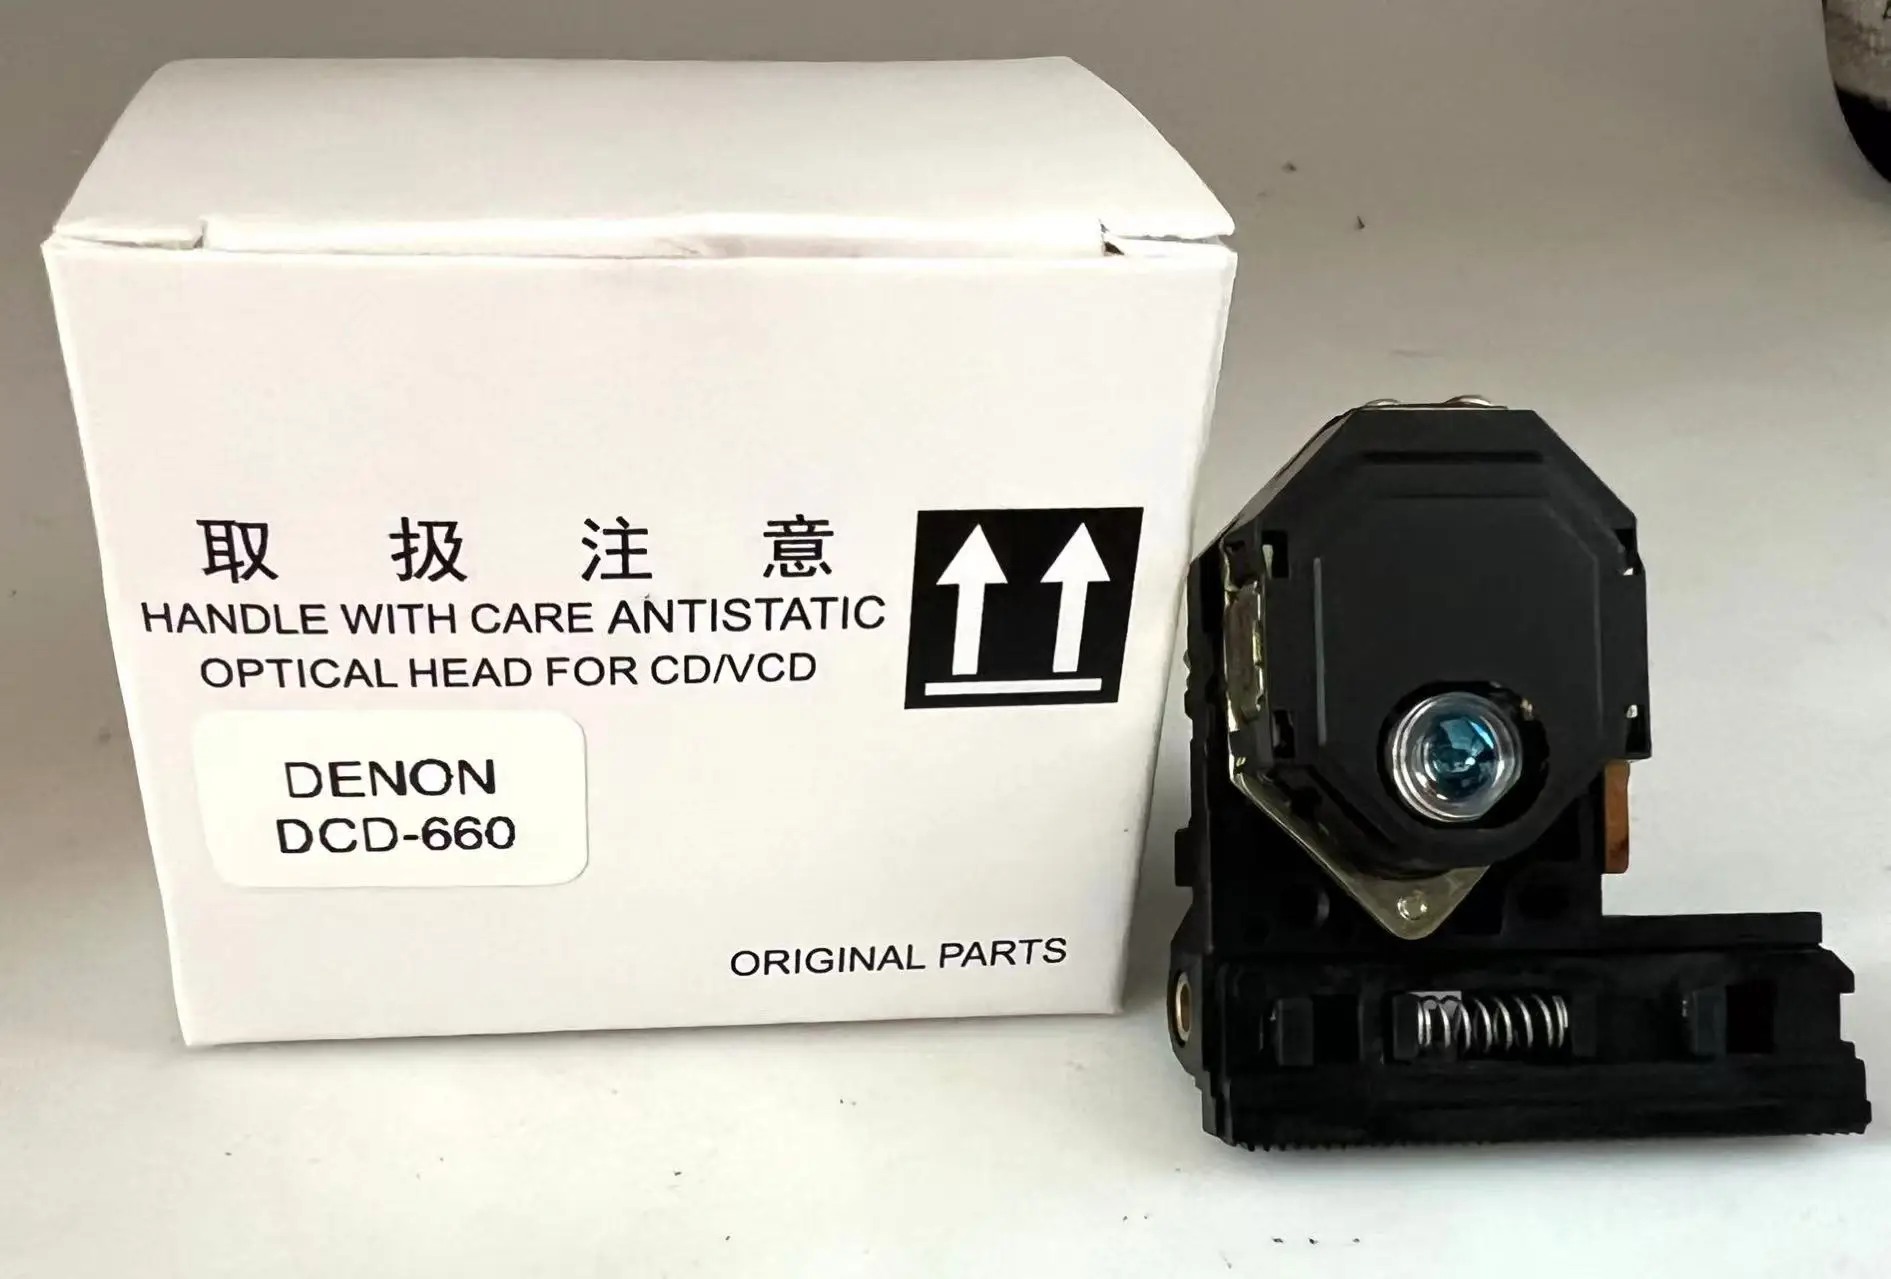 取扱注意
HANDLE WITH CARE ANTISTATIC
OPTICAL HEAD FOR CD/VCD
DENON
DCD-660
ORIGINAL PARTS